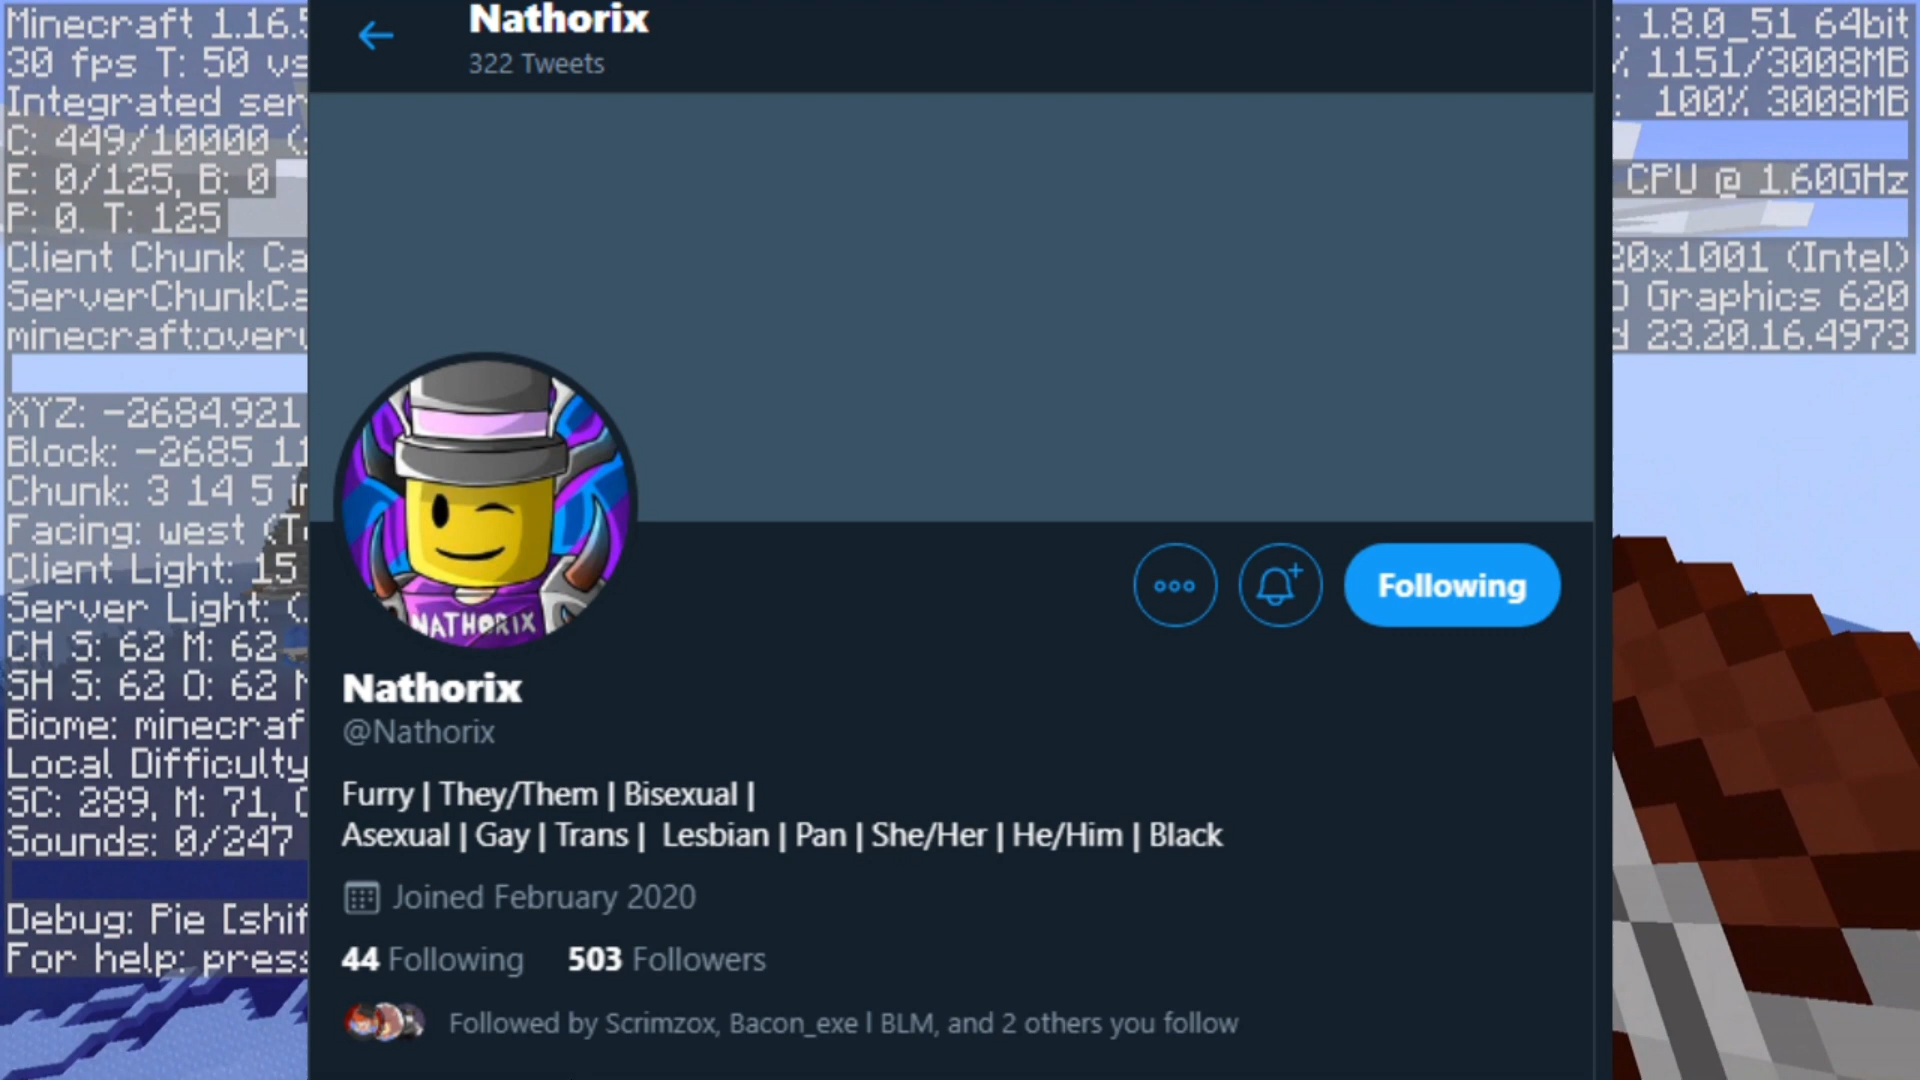 Minecraft 1.16.5
30 fps T: 50 vs
Integrated ser
C: 449/10000 (
E: 0/125, B: 0
P: 0. T: 125
Client Chunk Ca
ServerChunkCa
minecraft:over
XYZ: -2684.921
Block: -2685 11
Chunk: 3 14 5 in
Facing: west (T
Client Light: 15
Server Light: (
CH S: 62 M: 62
SH S: 62 O: 62 M
Biome: minecraf
Local Difficulty
SC: 289, M: 71,
Sounds: 0/247
Debug: Pie [shif
For help: press
Nathorix
322 Tweets
NATHORIX
Following
Nathorix
@Nathorix
Furry | They/Them | Bisexual |
Asexual | Gay | Trans | Lesbian | Pan | She/Her | He/Him | Black
Joined February 2020
44 Following 503 Followers
Followed by Scrimzox, Bacon_exe l BLM, and 2 others you follow
: 1.8.0_51 64bit
% 1151/3008MB
: 100% 3008MB
CPU @ 1.60GHz
20x1001 (Intel)
D Graphics 620
d 23.20.16.4973